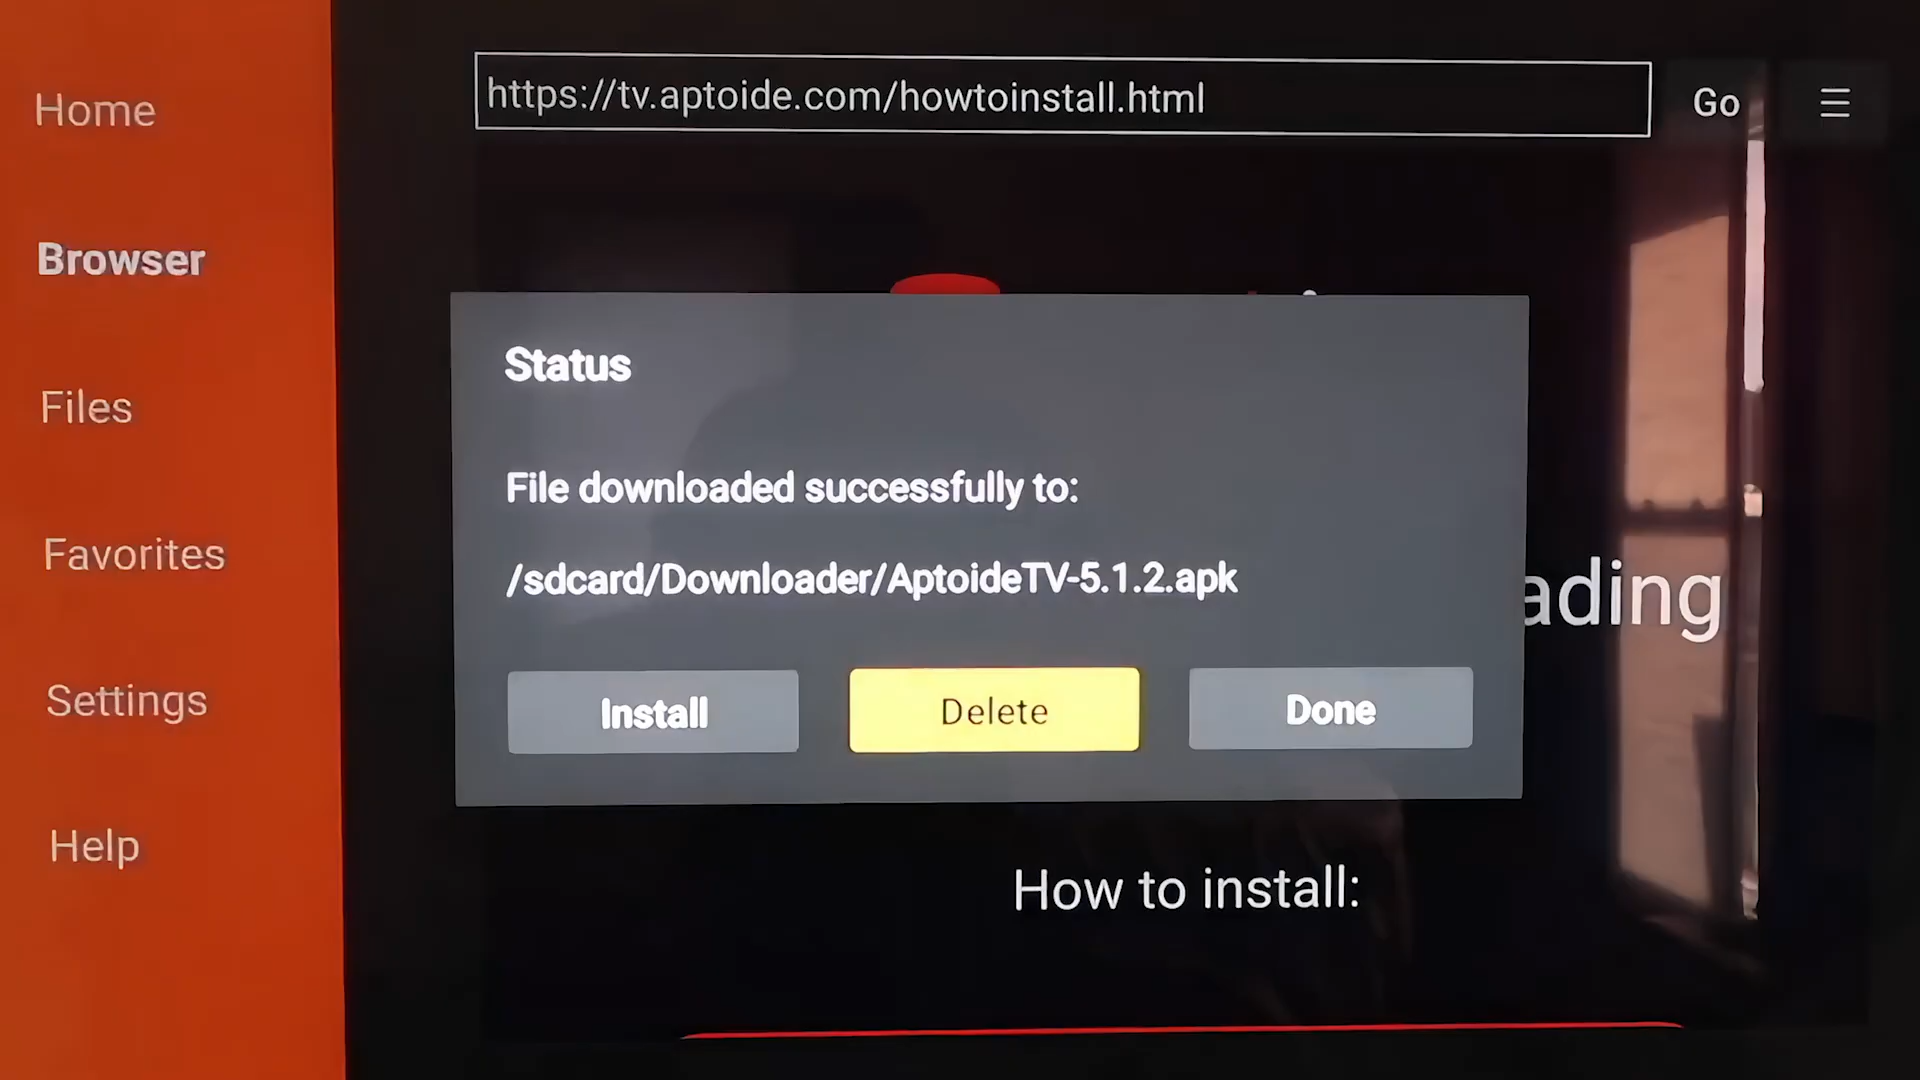 Home
Browser
Files
Favorites
Settings
Help
https://tv.aptoide.com/howtoinstall.html
Go
Status
File downloaded successfully to:
/sdcard/Downloader/AptoideTV-5.1.2.apk
Install
Delete
Done
ading
How to install: